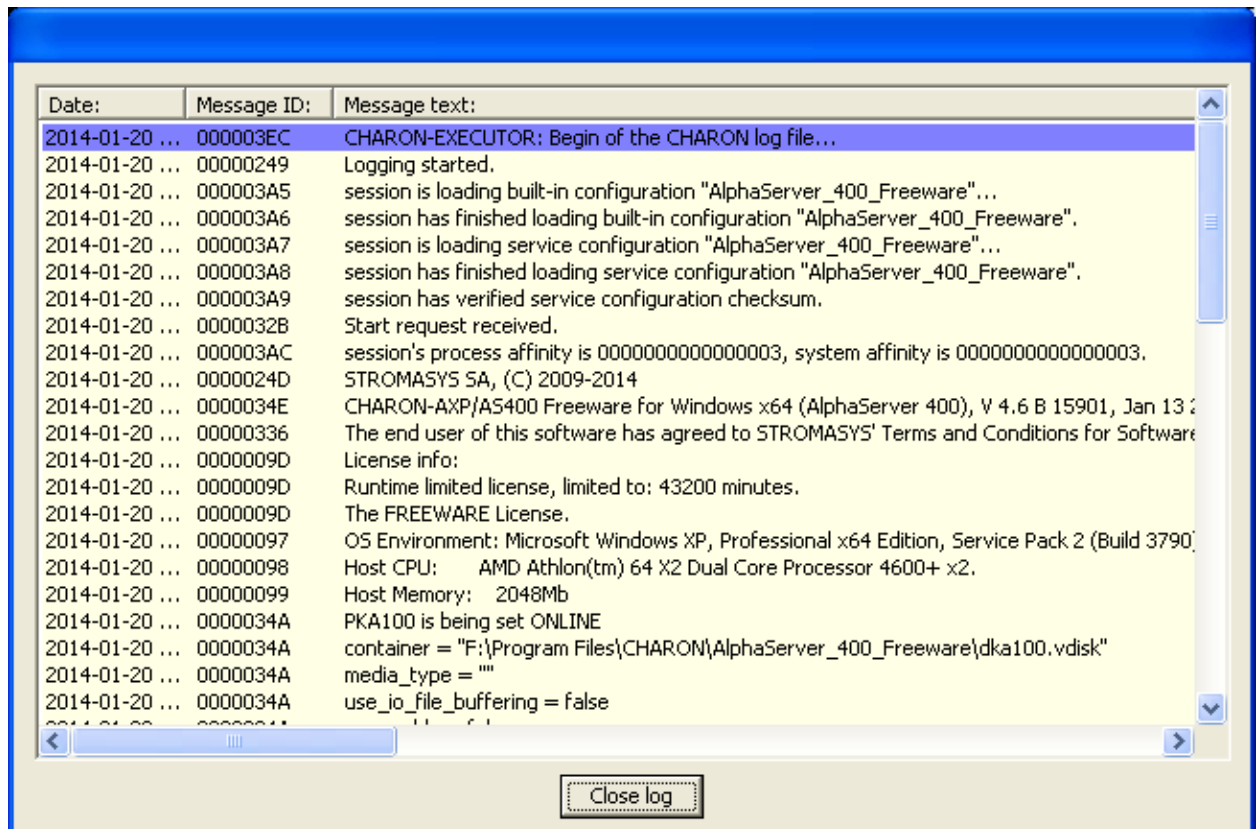 Date: Message ID: Message text:
2014-01-20 ... 000003EC CHARON-EXECUTOR: Begin of the CHARON log file...
2014-01-20 ... 00000249 Logging started.
2014-01-20 ... 000003A5 session is loading built-in configuration "AlphaServer_400_Freeware"...
2014-01-20 ... 000003A6 session has finished loading built-in configuration "AlphaServer_400_Freeware".
2014-01-20 ... 000003A7 session is loading service configuration "AlphaServer_400_Freeware"...
2014-01-20 ... 000003A8 session has finished loading service configuration "AlphaServer_400_Freeware".
2014-01-20 ... 000003A9 session has verified service configuration checksum.
2014-01-20 ... 0000032B Start request received.
2014-01-20 ... 000003AC session's process affinity is 0000000000000003, system affinity is 0000000000000003.
2014-01-20 ... 0000024D STROMASYS SA, (C) 2009-2014
2014-01-20 ... 0000034E CHARON-AXP/AS400 Freeware for Windows x64 (AlphaServer 400), V 4.6 B 15901, Jan 13
2014-01-20 ... 00000336 The end user of this software has agreed to STROMASYS' Terms and Conditions for Software
2014-01-20 ... 0000009D License info:
2014-01-20 ... 0000009D Runtime limited license, limited to: 43200 minutes.
2014-01-20 ... 0000009D The FREEWARE License.
2014-01-20 ... 00000097 OS Environment: Microsoft Windows XP, Professional x64 Edition, Service Pack 2 (Build 3790)
2014-01-20 ... 00000098 Host CPU: AMD Athlon(tm) 64 X2 Dual Core Processor 4600+ x2.
2014-01-20 ... 00000099 Host Memory: 2048Mb
2014-01-20 ... 0000034A PKA100 is being set ONLINE
2014-01-20 ... 0000034A container = "F:\Program Files\CHARON\AlphaServer_400_Freeware\dka100.vdisk"
2014-01-20 ... 0000034A media_type = ""
2014-01-20 ... 0000034A use_io_file_buffering = false
Close log